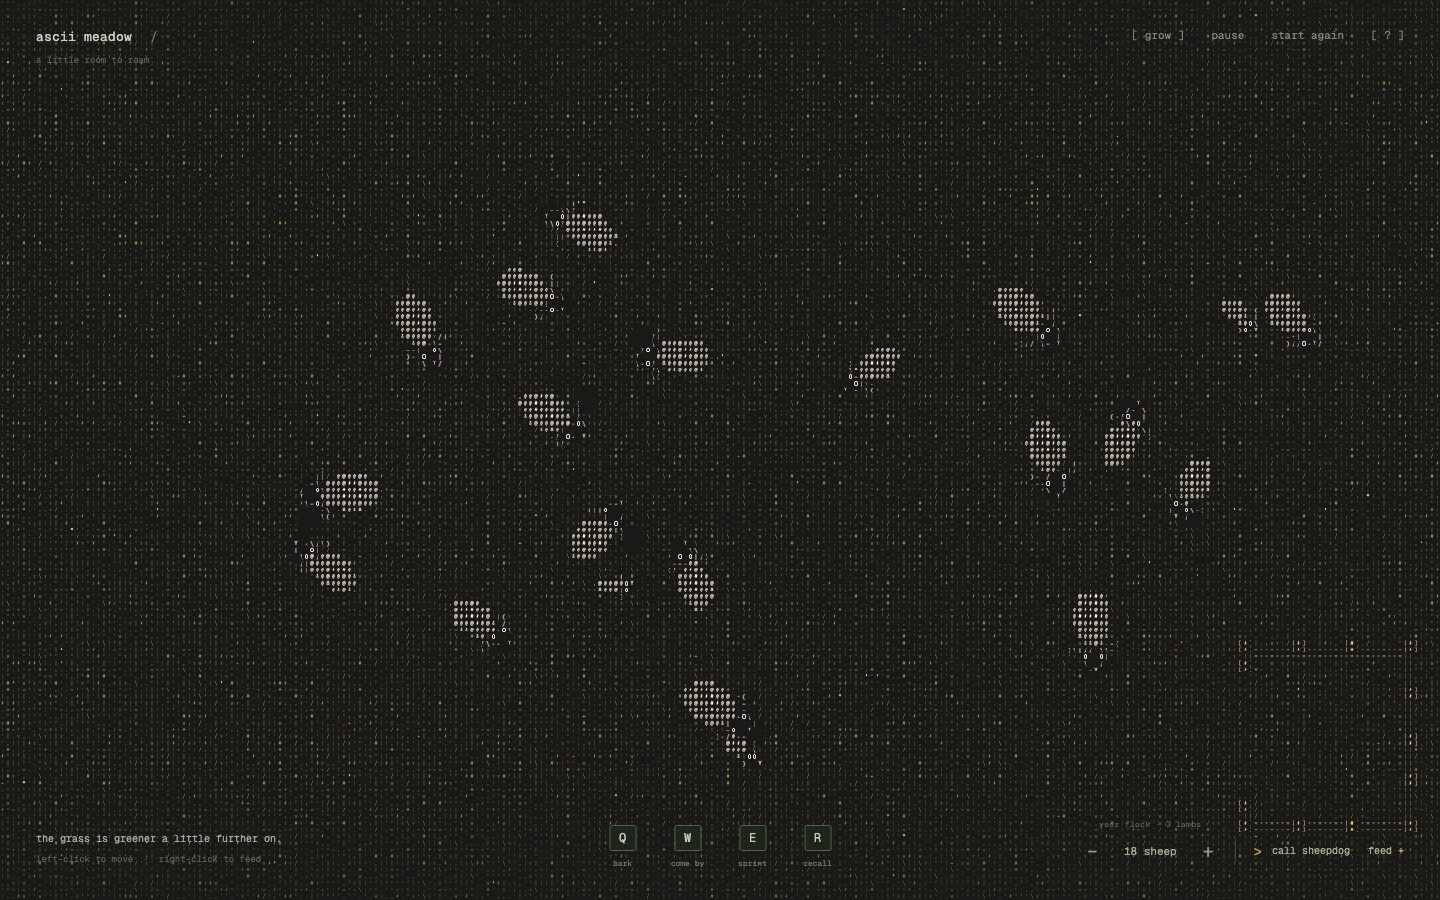 ascii meadow /
a little room to roam
[ grow ] pause start again [ ? ]
the grass is greener a little further on.
left-click to move · right-click to feed
Q W E R
bark come by sprint recall
your flock · 3 lambs
− 18 sheep + > call sheepdog feed +